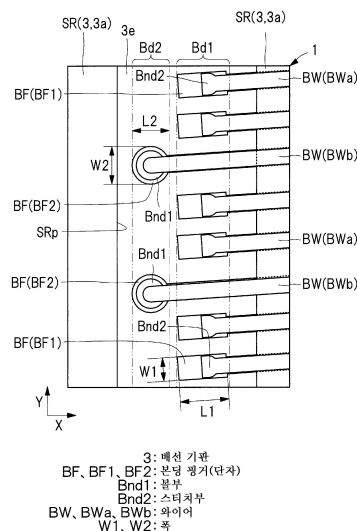 SR(3,3a) 3e Bd2 Bd1 SR(3,3a) 1
Bnd2 BW(BWa)
BF(BF1)
L2
W2 BW(BWb)
BF(BF2) Bnd1
SRp
Bnd1 BW(BWa)
BF(BF2)
BW(BWb)
Bnd2
BF(BF1)
W1
Y
X L1
3: 배선 기판
BF、BF1、BF2: 본딩 핑거(단자)
Bnd1: 볼부
Bnd2: 스티치부
BW、BWa、BWb: 와이어
W1、W2: 폭